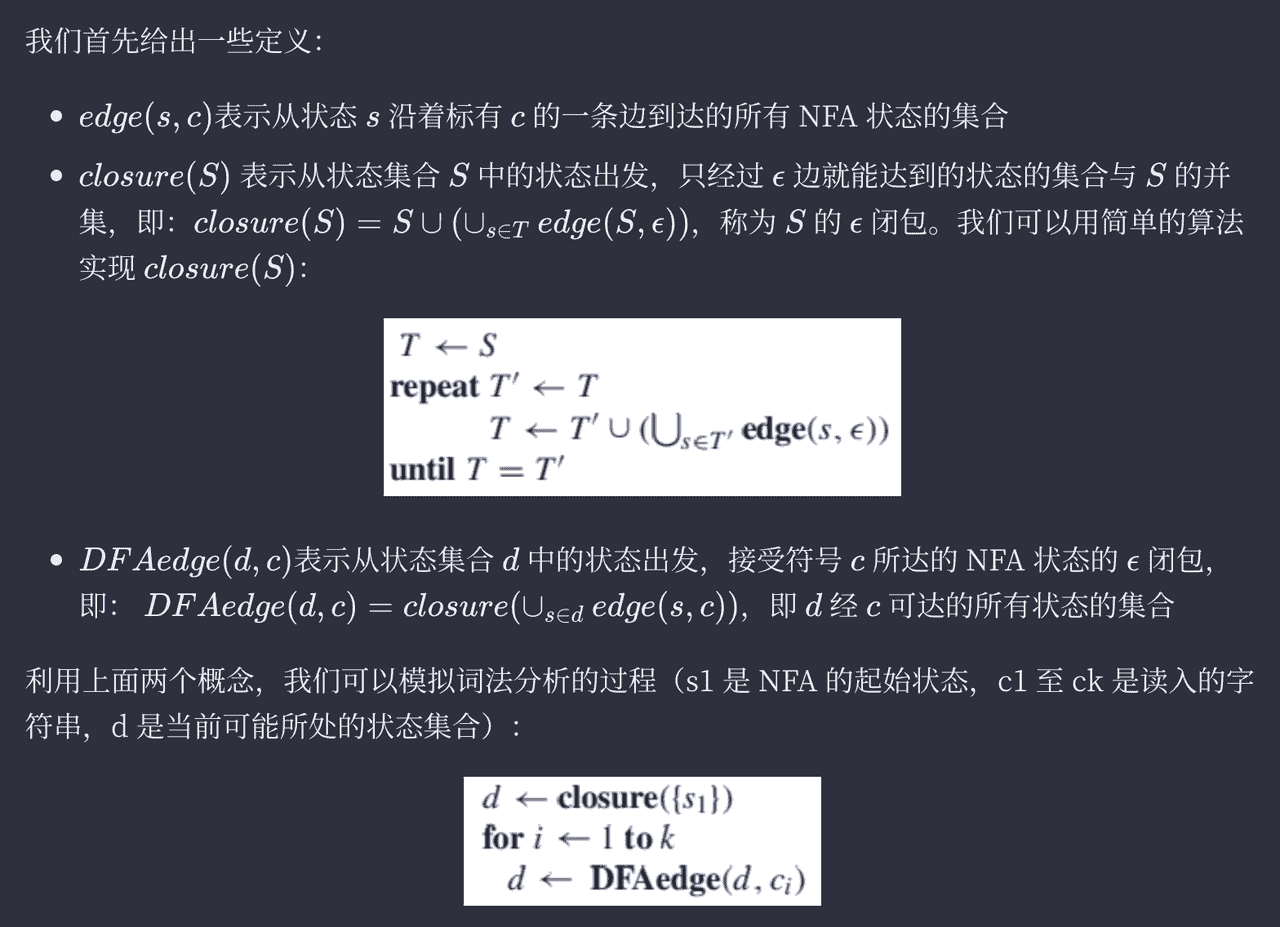 我们首先给出一些定义：
• edge(s, c)表示从状态 s 沿着标有 c 的一条边到达的所有 NFA 状态的集合
• closure(S) 表示从状态集合 S 中的状态出发，只经过 ϵ 边就能达到的状态的集合与 S 的并
集，即：closure(S) = S ∪ (∪s∈T edge(S, ϵ))，称为 S 的 ϵ 闭包。我们可以用简单的算法
实现 closure(S)：
T ← S
repeat T′ ← T
T ← T′ ∪ (⋃s∈T′ edge(s, ϵ))
until T = T′
• DFAedge(d, c)表示从状态集合 d 中的状态出发，接受符号 c 所达的 NFA 状态的 ϵ 闭包，
即： DFAedge(d, c) = closure(∪s∈d edge(s, c))，即 d 经 c 可达的所有状态的集合
利用上面两个概念，我们可以模拟词法分析的过程（s1 是 NFA 的起始状态，c1 至 ck 是读入的字
符串，d 是当前可能所处的状态集合）：
d ← closure({s1})
for i ← 1 to k
d ← DFAedge(d, ci)